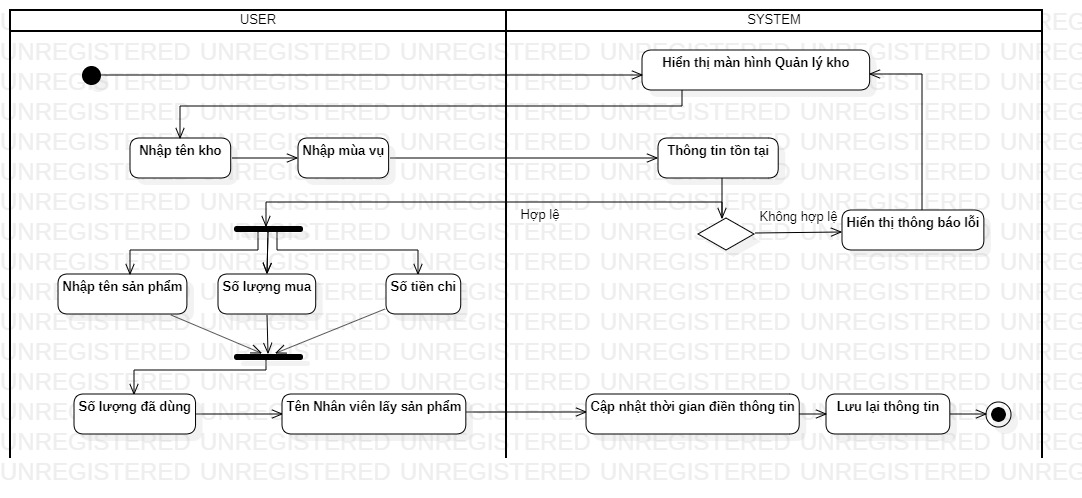 USER
SYSTEM
Hiển thị màn hình Quản lý kho
Nhập tên kho
Nhập mùa vụ
Thông tin tồn tại
Hợp lệ
Không hợp lệ
Hiển thị thông báo lỗi
Nhập tên sản phẩm
Số lượng mua
Số tiền chi
Số lượng đã dùng
Tên Nhân viên lấy sản phẩm
Cập nhật thời gian điền thông tin
Lưu lại thông tin
UNREGISTERED